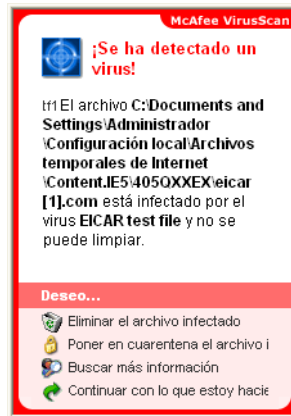 McAfee VirusScan
¡Se ha detectado un
virus!
tf1El archivo C:\Documents and
Settings\Administrador
\Configuración local\Archivos
temporales de Internet
\Content.IE5\405QXXEX\eicar
[1].com está infectado por el
virus EICAR test file y no se
puede limpiar.
Deseo...
Eliminar el archivo infectado
Poner en cuarentena el archivo i
Buscar más información
Continuar con lo que estoy hacie